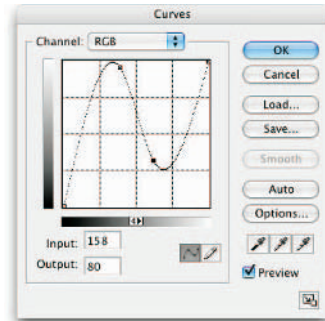 Curves
Channel: RGB
OK
Cancel
Load...
Save...
Smooth
Auto
Options...
Input: 158
Output: 80
Preview